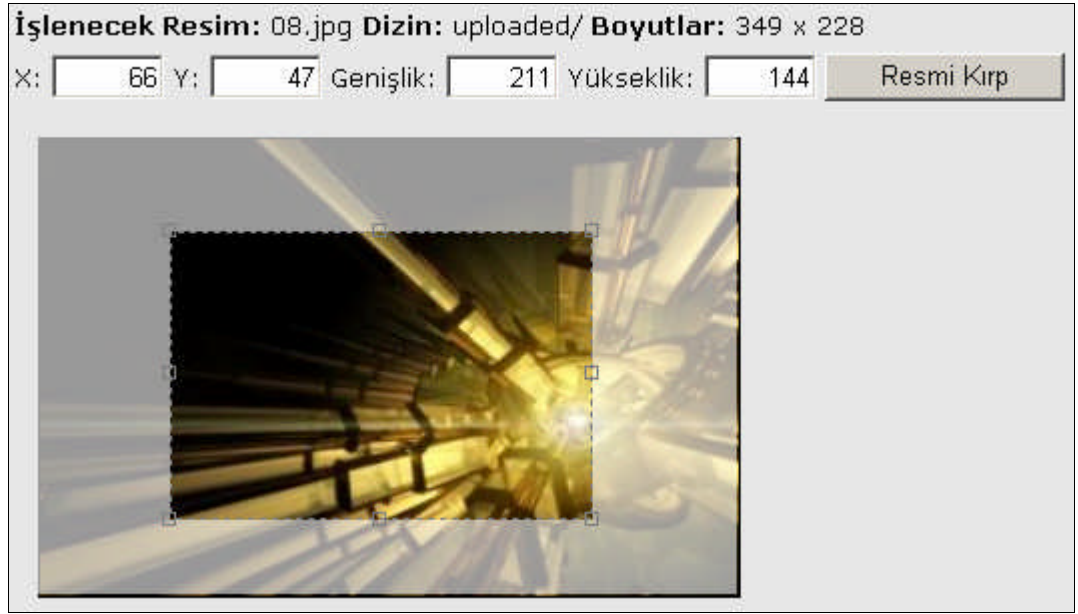 İşlenecek Resim: 08.jpg Dizin: uploaded/ Boyutlar: 349 x 228
X: 66 Y: 47 Genişlik: 211 Yükseklik: 144 Resmi Kırp